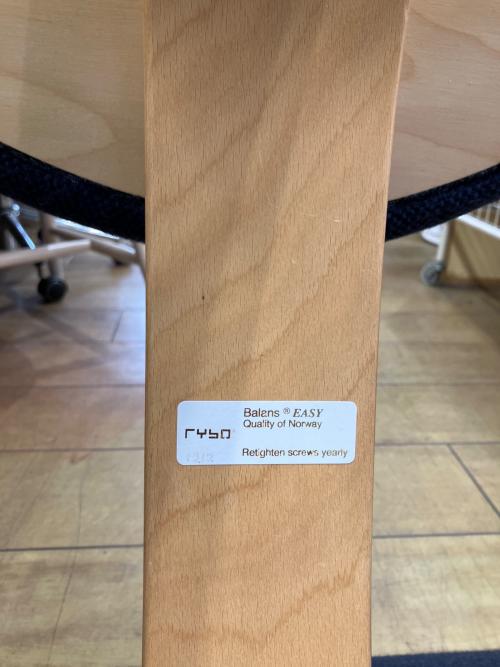 rybo
Balans ® EASY
Quality of Norway
Retighten screws yearly